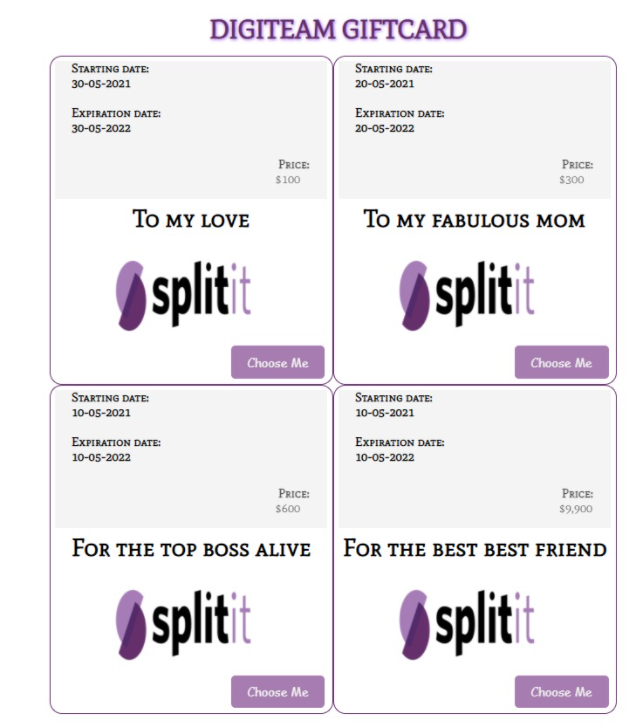 DIGITEAM GIFTCARD
Starting date:
30-05-2021
Expiration date:
30-05-2022
Price:
$100
To my love
splitit
Choose Me
Starting date:
20-05-2021
Expiration date:
20-05-2022
Price:
$300
To my fabulous mom
splitit
Choose Me
Starting date:
10-05-2021
Expiration date:
10-05-2022
Price:
$600
For the top boss alive
splitit
Choose Me
Starting date:
10-05-2021
Expiration date:
10-05-2022
Price:
$9,900
For the best best friend
splitit
Choose Me